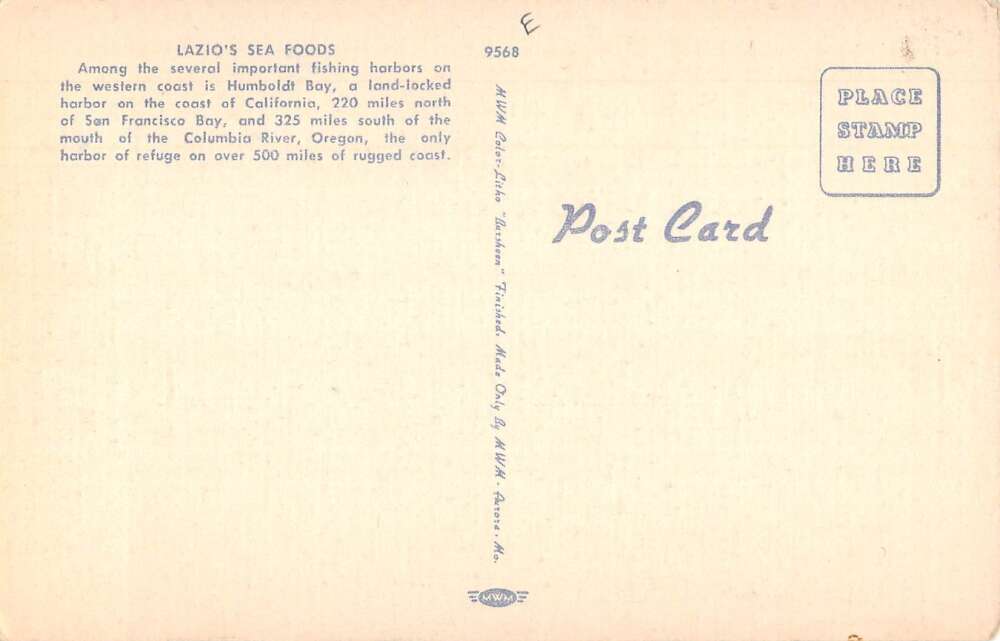 LAZIO'S SEA FOODS
Among the several important fishing harbors on
the western coast is Humboldt Bay, a land-locked
harbor on the coast of California, 220 miles north
of San Francisco Bay, and 325 miles south of the
mouth of the Columbia River, Oregon, the only
harbor of refuge on over 500 miles of rugged coast.
E
9568
MWM Color-Litho "Varsheen" Finished. Made Only By MWM - Aurora, Mo.
MWM
PLACE
STAMP
HERE
Post Card